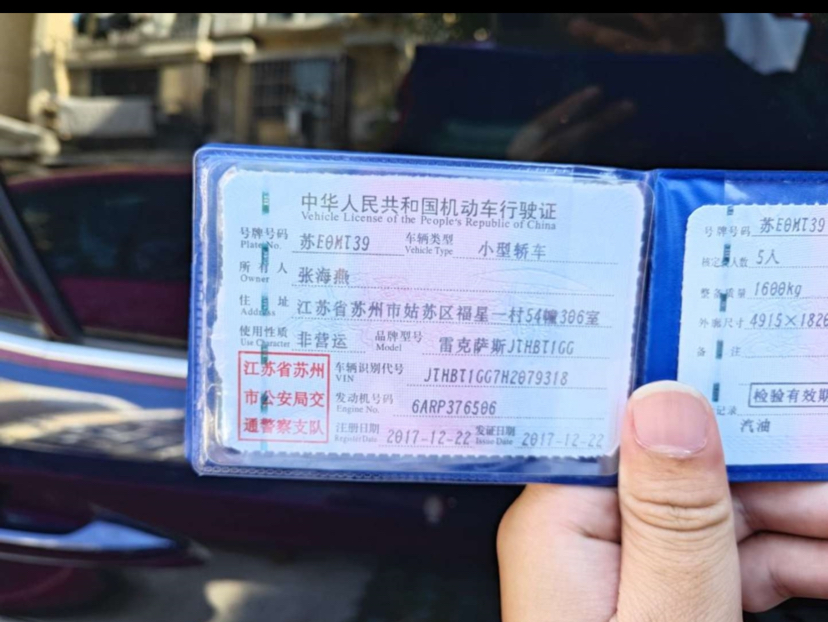 中华人民共和国机动车行驶证
Vehicle License of the People's Republic of China
号牌号码 苏E0MT39 车辆类型 小型轿车
Plate No. Vehicle Type
所有人 张海燕
Owner
住址 江苏省苏州市姑苏区福星一村54幢306室
Address
使用性质 非营运 品牌型号 雷克萨斯JTHBT1GG
Use Character Model
江苏省苏州
市公安局交
通警察支队
车辆识别代号 JTHBT1GG7H2079318
VIN
发动机号码 6ARP376506
Engine No.
注册日期 2017-12-22 发证日期 2017-12-22
Register Date Issue Date
号牌号码 苏E0MT39
核定载人数 5人
整备质量 1600kg
外廓尺寸 4915×1820
备注
检验有效期
记录
汽油